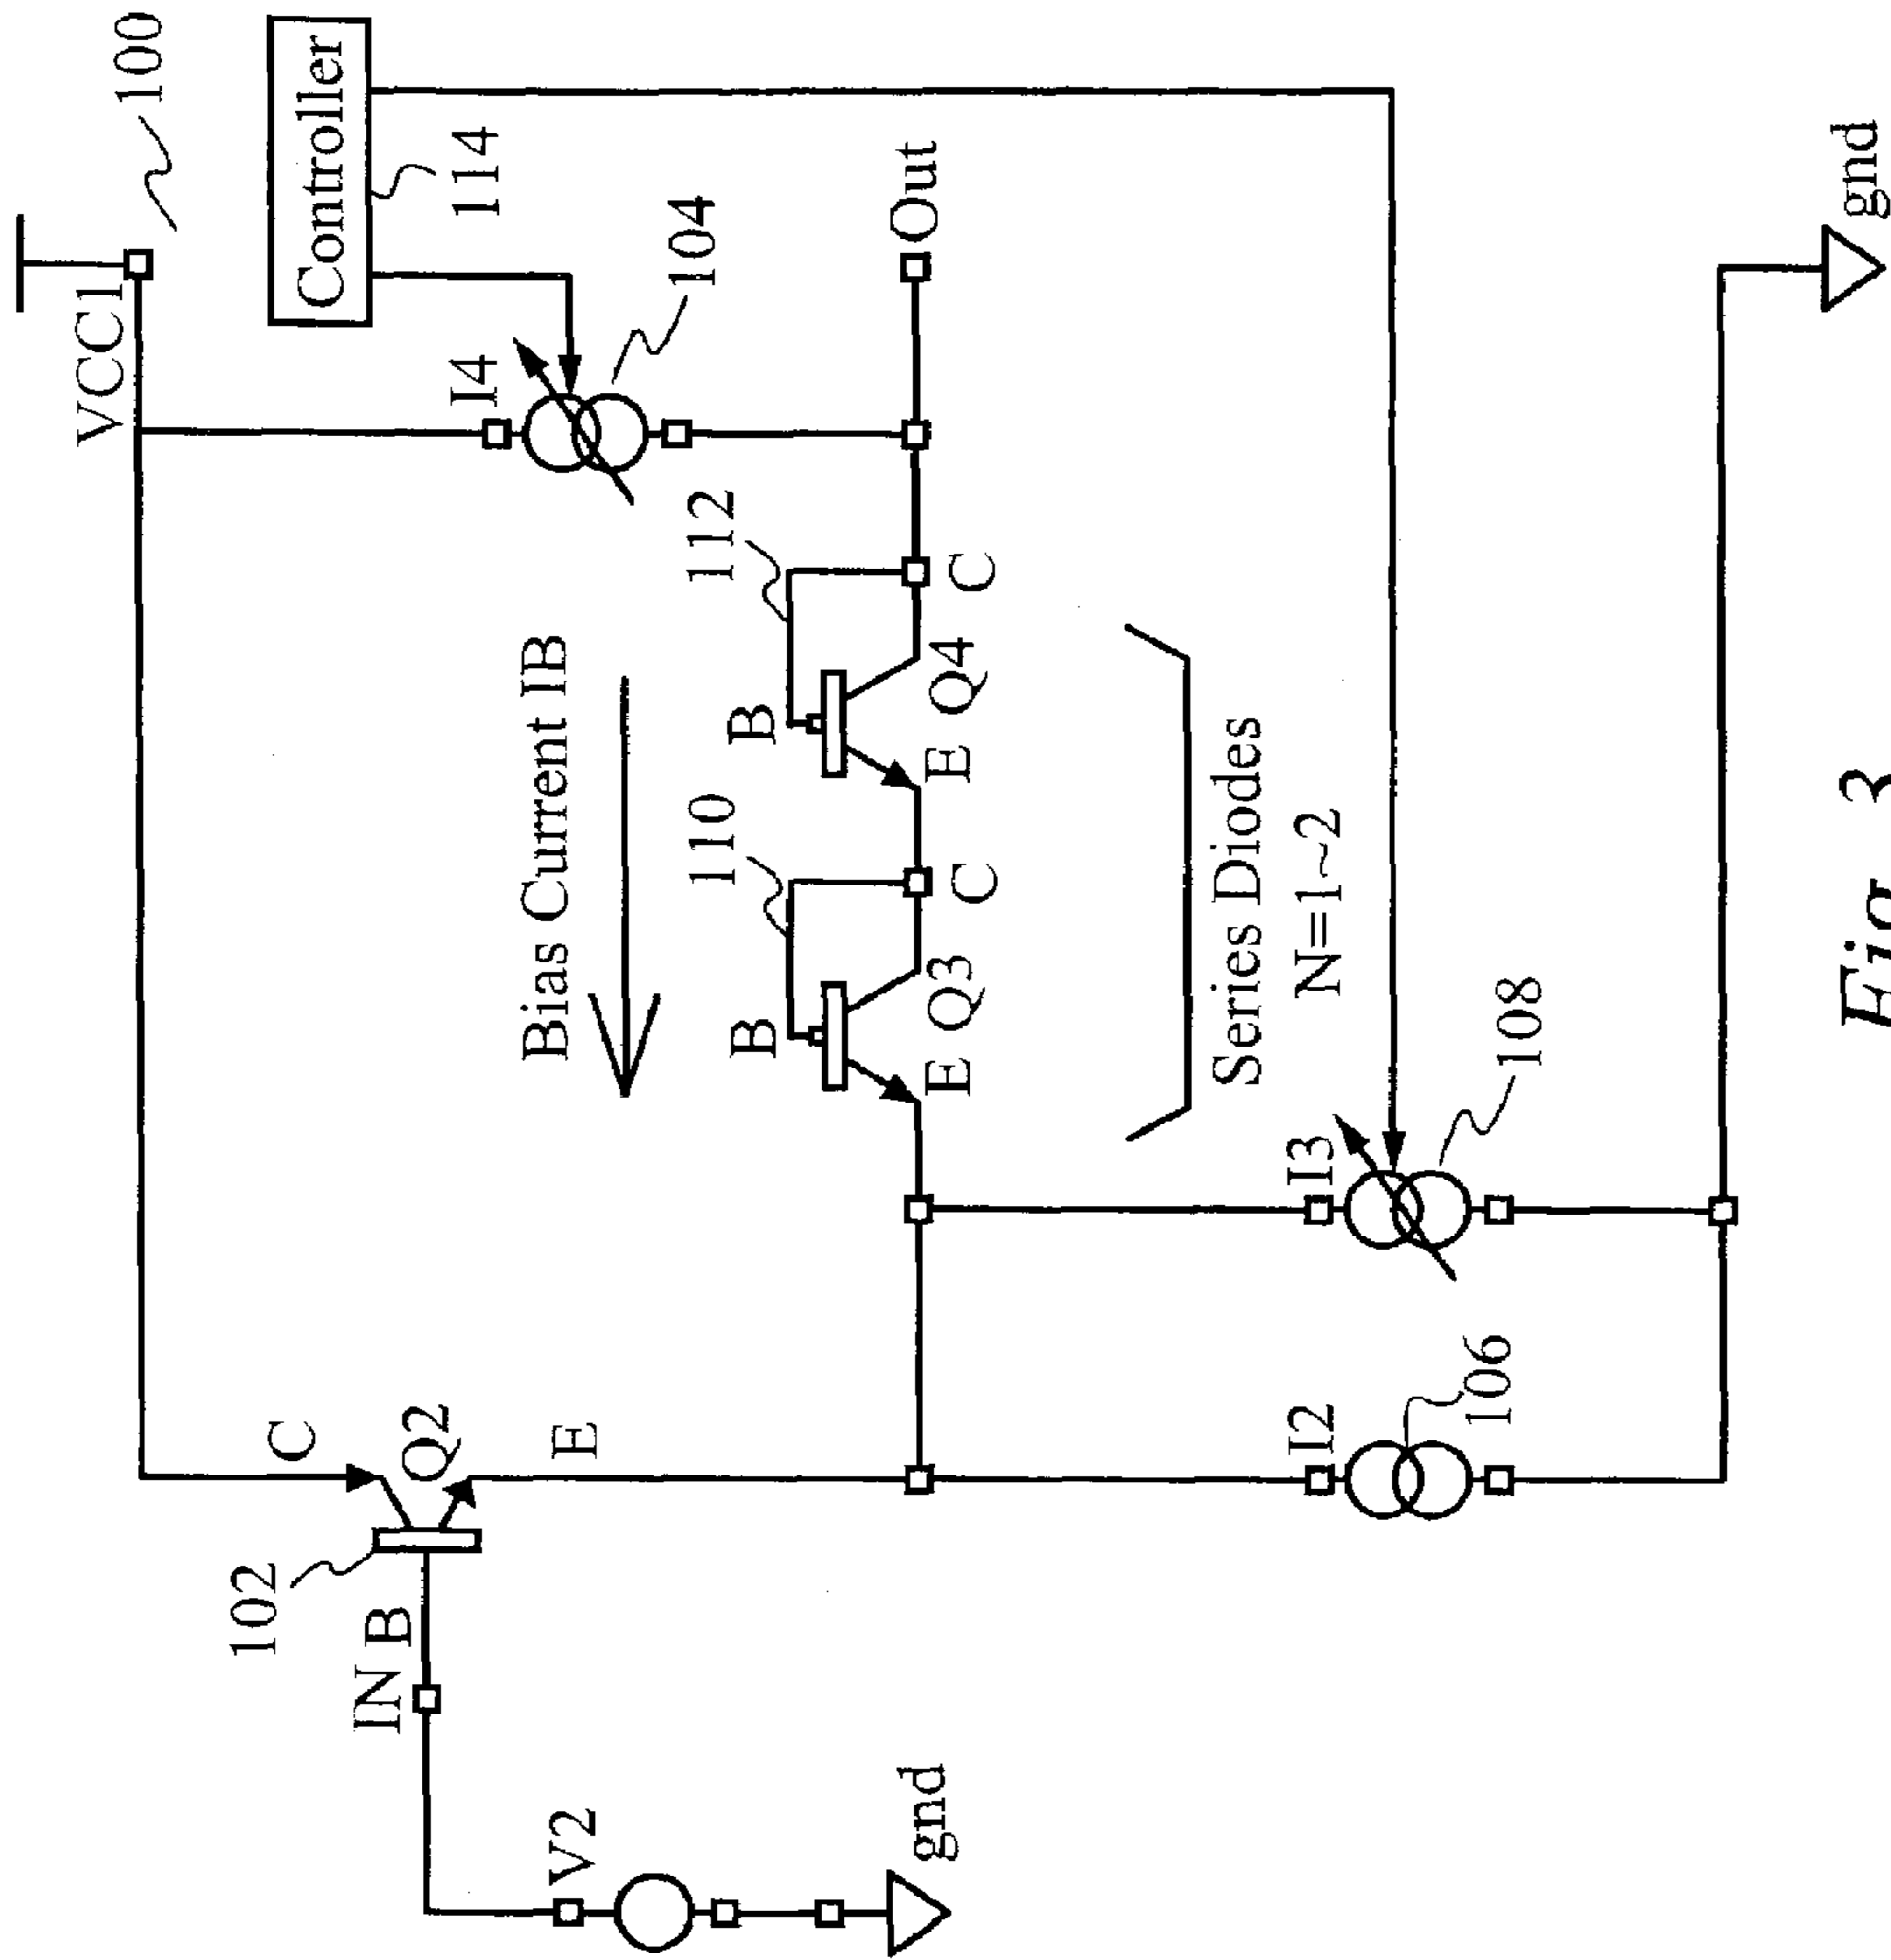 VCC1
100
Controller
114
I4
104
Out
C
Q2
102
IN B
E
Bias Current IB
110
112
B
B
E Q3
C
E Q4
C
Series Diodes
N=1~2
V2
gnd
I2
106
I3
108
gnd
Fig. 3